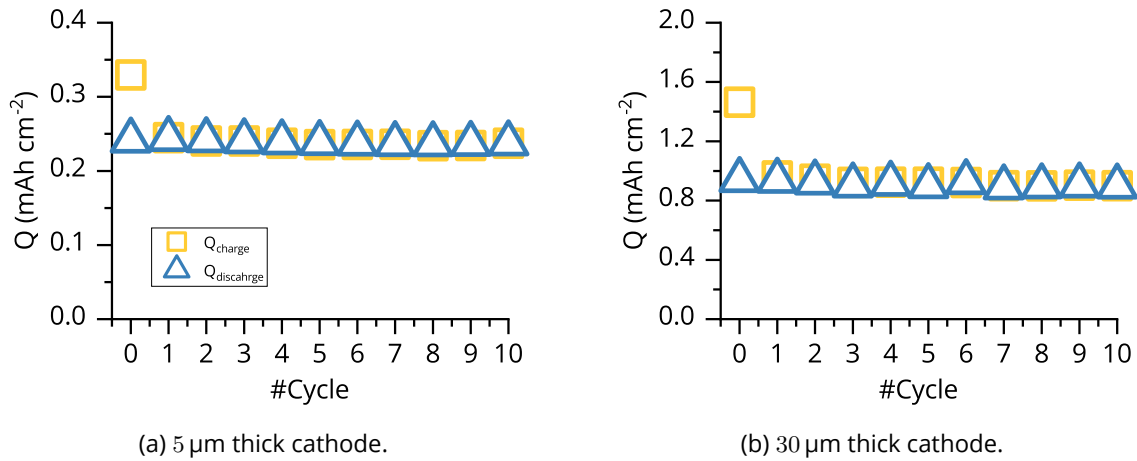 0.4
0.3
0.2
0.1
0.0
Q (mAh cm⁻²)
Q_charge
Q_discahrge
0 1 2 3 4 5 6 7 8 9 10
#Cycle
(a) 5 µm thick cathode.
2.0
1.6
1.2
0.8
0.4
0.0
Q (mAh cm⁻²)
0 1 2 3 4 5 6 7 8 9 10
#Cycle
(b) 30 µm thick cathode.